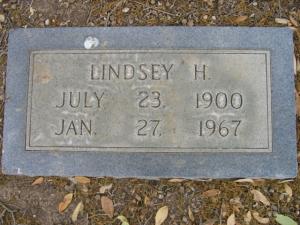 LINDSEY H.
JULY 23, 1900
JAN. 27, 1967